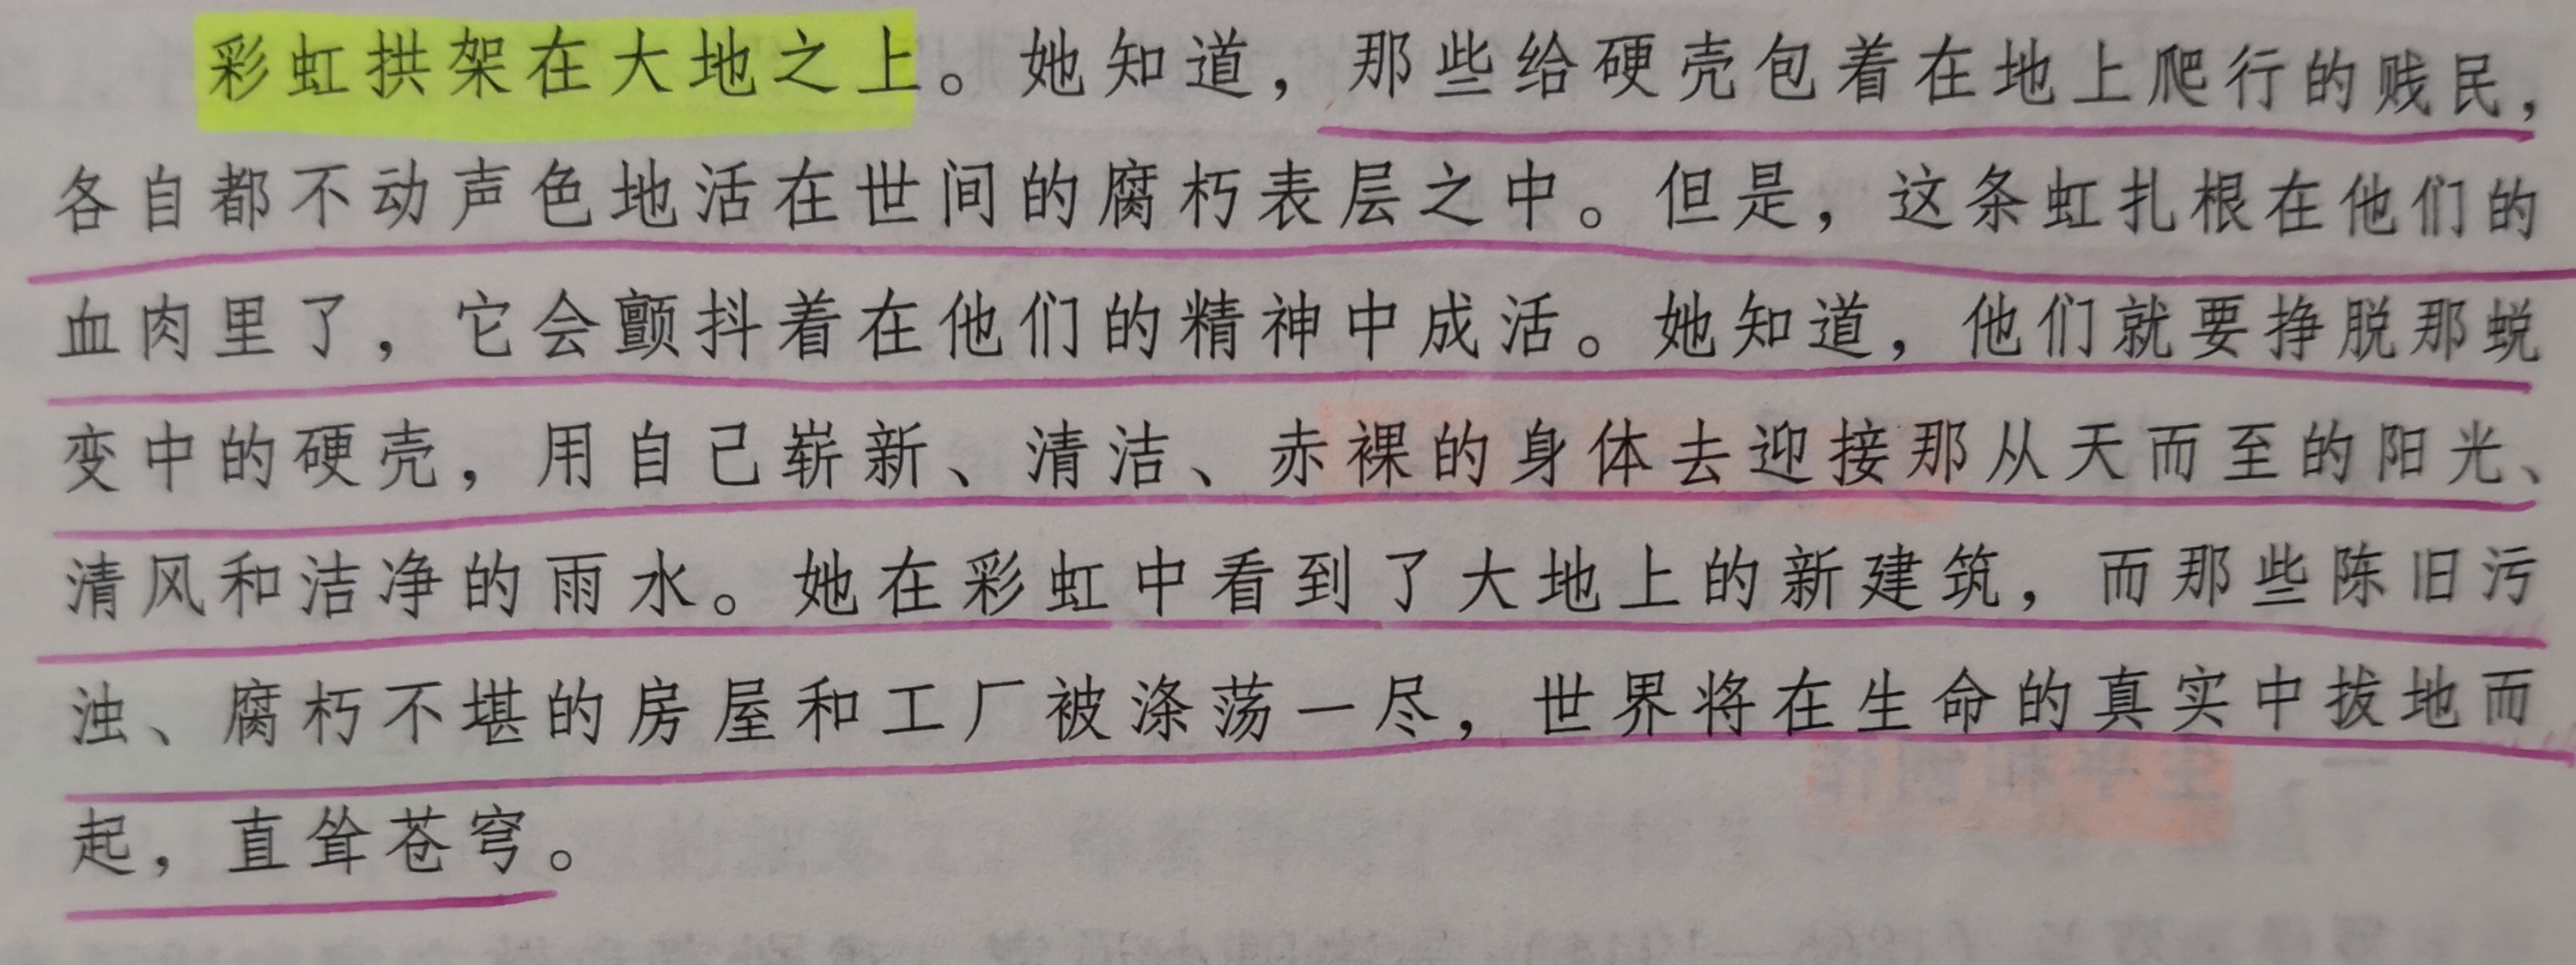 彩虹拱架在大地之上。她知道，那些给硬壳包着在地上爬行的贱民，
各自都不动声色地活在世间的腐朽表层之中。但是，这条虹扎根在他们的
血肉里了，它会颤抖着在他们的精神中成活。她知道，他们就要挣脱那蜕
变中的硬壳，用自己崭新、清洁、赤裸的身体去迎接那从天而至的阳光、
清风和洁净的雨水。她在彩虹中看到了大地上的新建筑，而那些陈旧污
浊、腐朽不堪的房屋和工厂被涤荡一尽，世界将在生命的真实中拔地而
起，直耸苍穹。